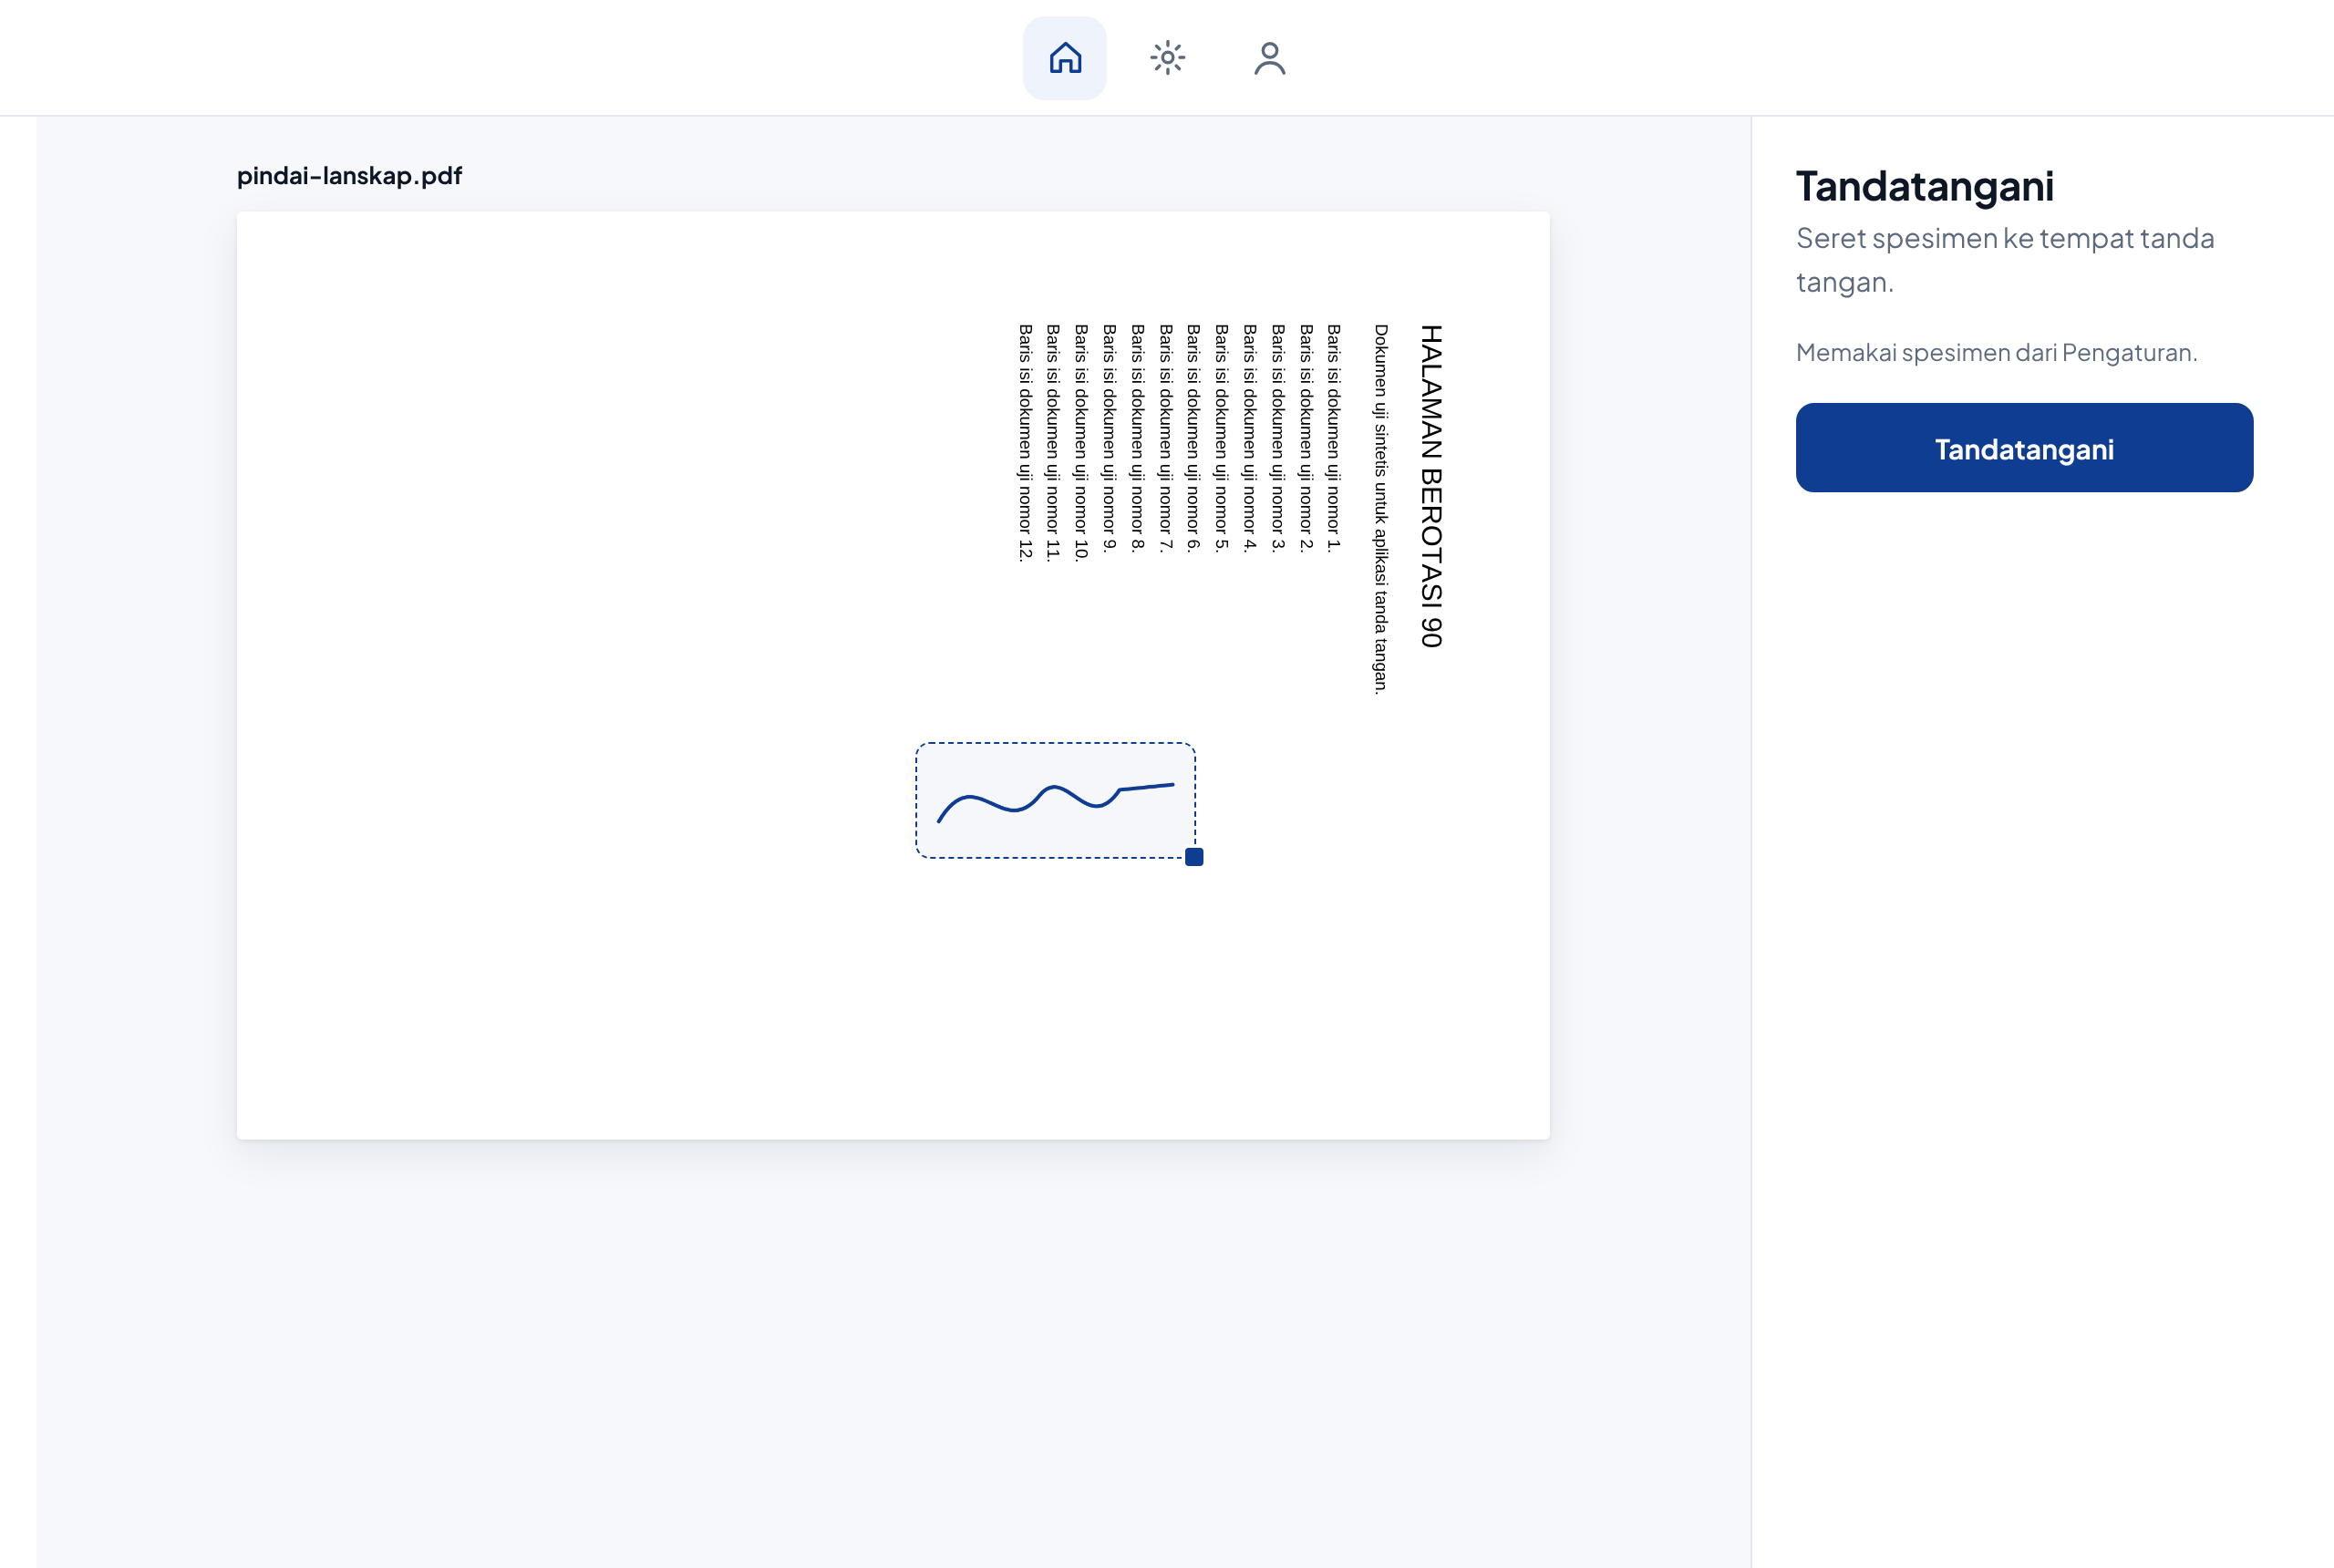 pindai-lanskap.pdf
HALAMAN BEROTASI 90
Dokumen uji sintetis untuk aplikasi tanda tangan.
Baris isi dokumen uji nomor 1.
Baris isi dokumen uji nomor 2.
Baris isi dokumen uji nomor 3.
Baris isi dokumen uji nomor 4.
Baris isi dokumen uji nomor 5.
Baris isi dokumen uji nomor 6.
Baris isi dokumen uji nomor 7.
Baris isi dokumen uji nomor 8.
Baris isi dokumen uji nomor 9.
Baris isi dokumen uji nomor 10.
Baris isi dokumen uji nomor 11.
Baris isi dokumen uji nomor 12.
Tandatangani
Seret spesimen ke tempat tanda
tangan.
Memakai spesimen dari Pengaturan.
Tandatangani